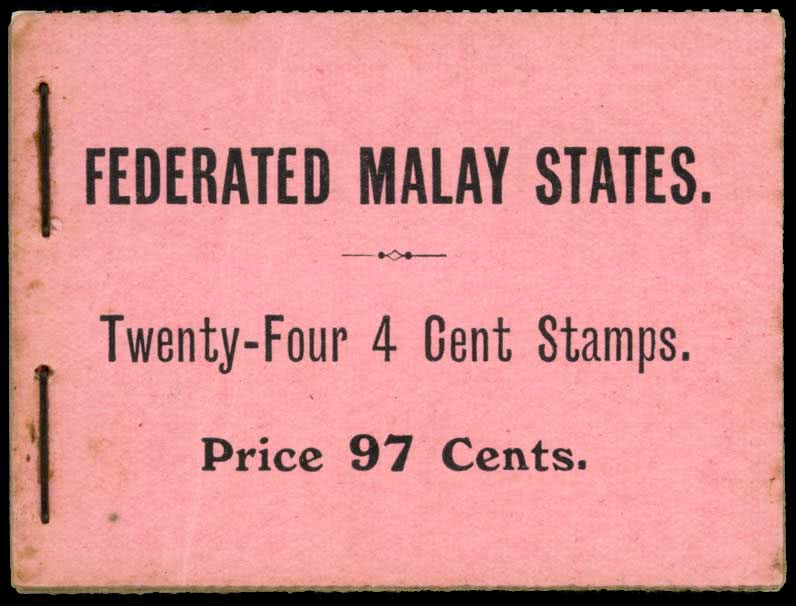 FEDERATED MALAY STATES.
Twenty-Four 4 Cent Stamps.
Price 97 Cents.